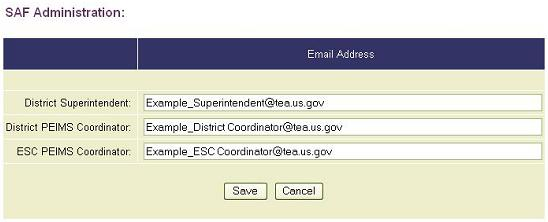 SAF Administration:
Email Address
District Superintendent: Example_Superintendent@tea.us.gov
District PEIMS Coordinator: Example_District Coordinator@tea.us.gov
ESC PEIMS Coordinator: Example_ESC Coordinator@tea.us.gov
Save Cancel